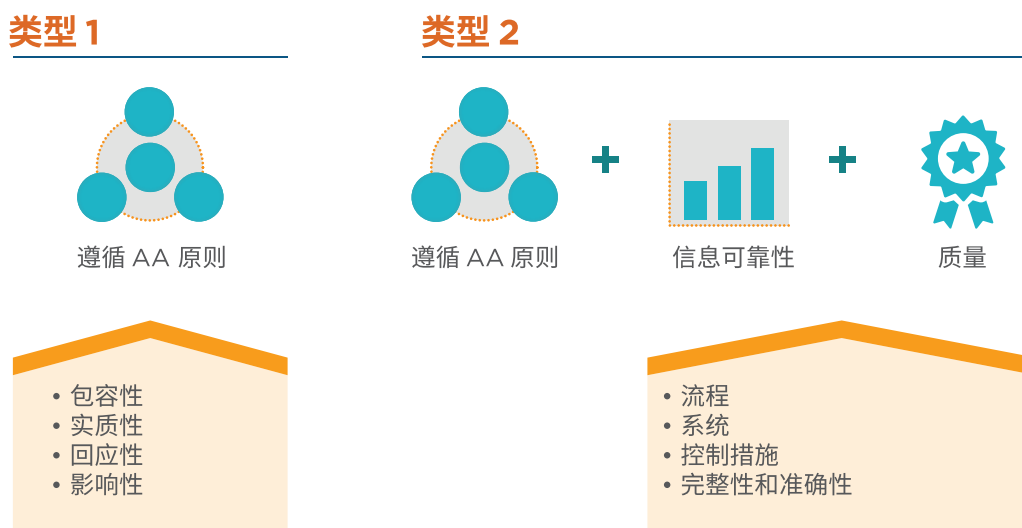 类型 1
类型 2
遵循 AA 原则
遵循 AA 原则
信息可靠性
质量
• 包容性
• 实质性
• 回应性
• 影响性
• 流程
• 系统
• 控制措施
• 完整性和准确性